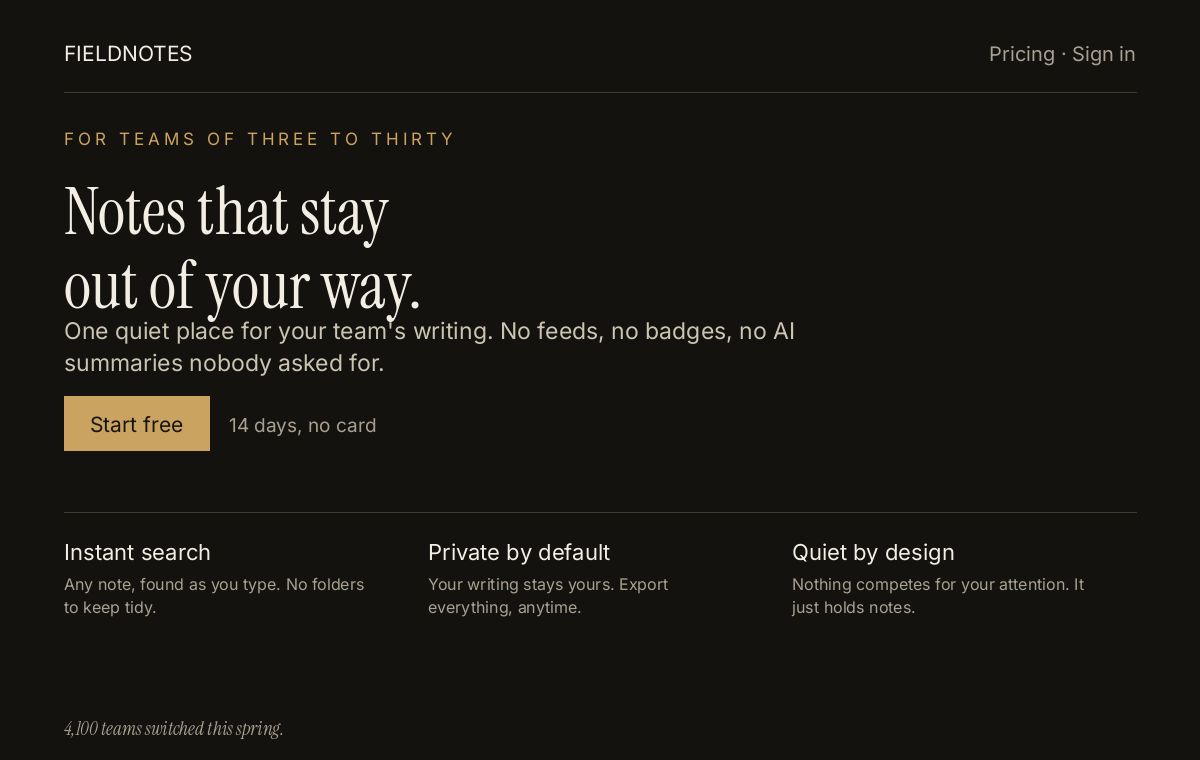 FIELDNOTES
Pricing · Sign in
FOR TEAMS OF THREE TO THIRTY
Notes that stay
out of your way.
One quiet place for your team's writing. No feeds, no badges, no AI
summaries nobody asked for.
Start free
14 days, no card
Instant search
Any note, found as you type. No folders
to keep tidy.
Private by default
Your writing stays yours. Export
everything, anytime.
Quiet by design
Nothing competes for your attention. It
just holds notes.
4,100 teams switched this spring.